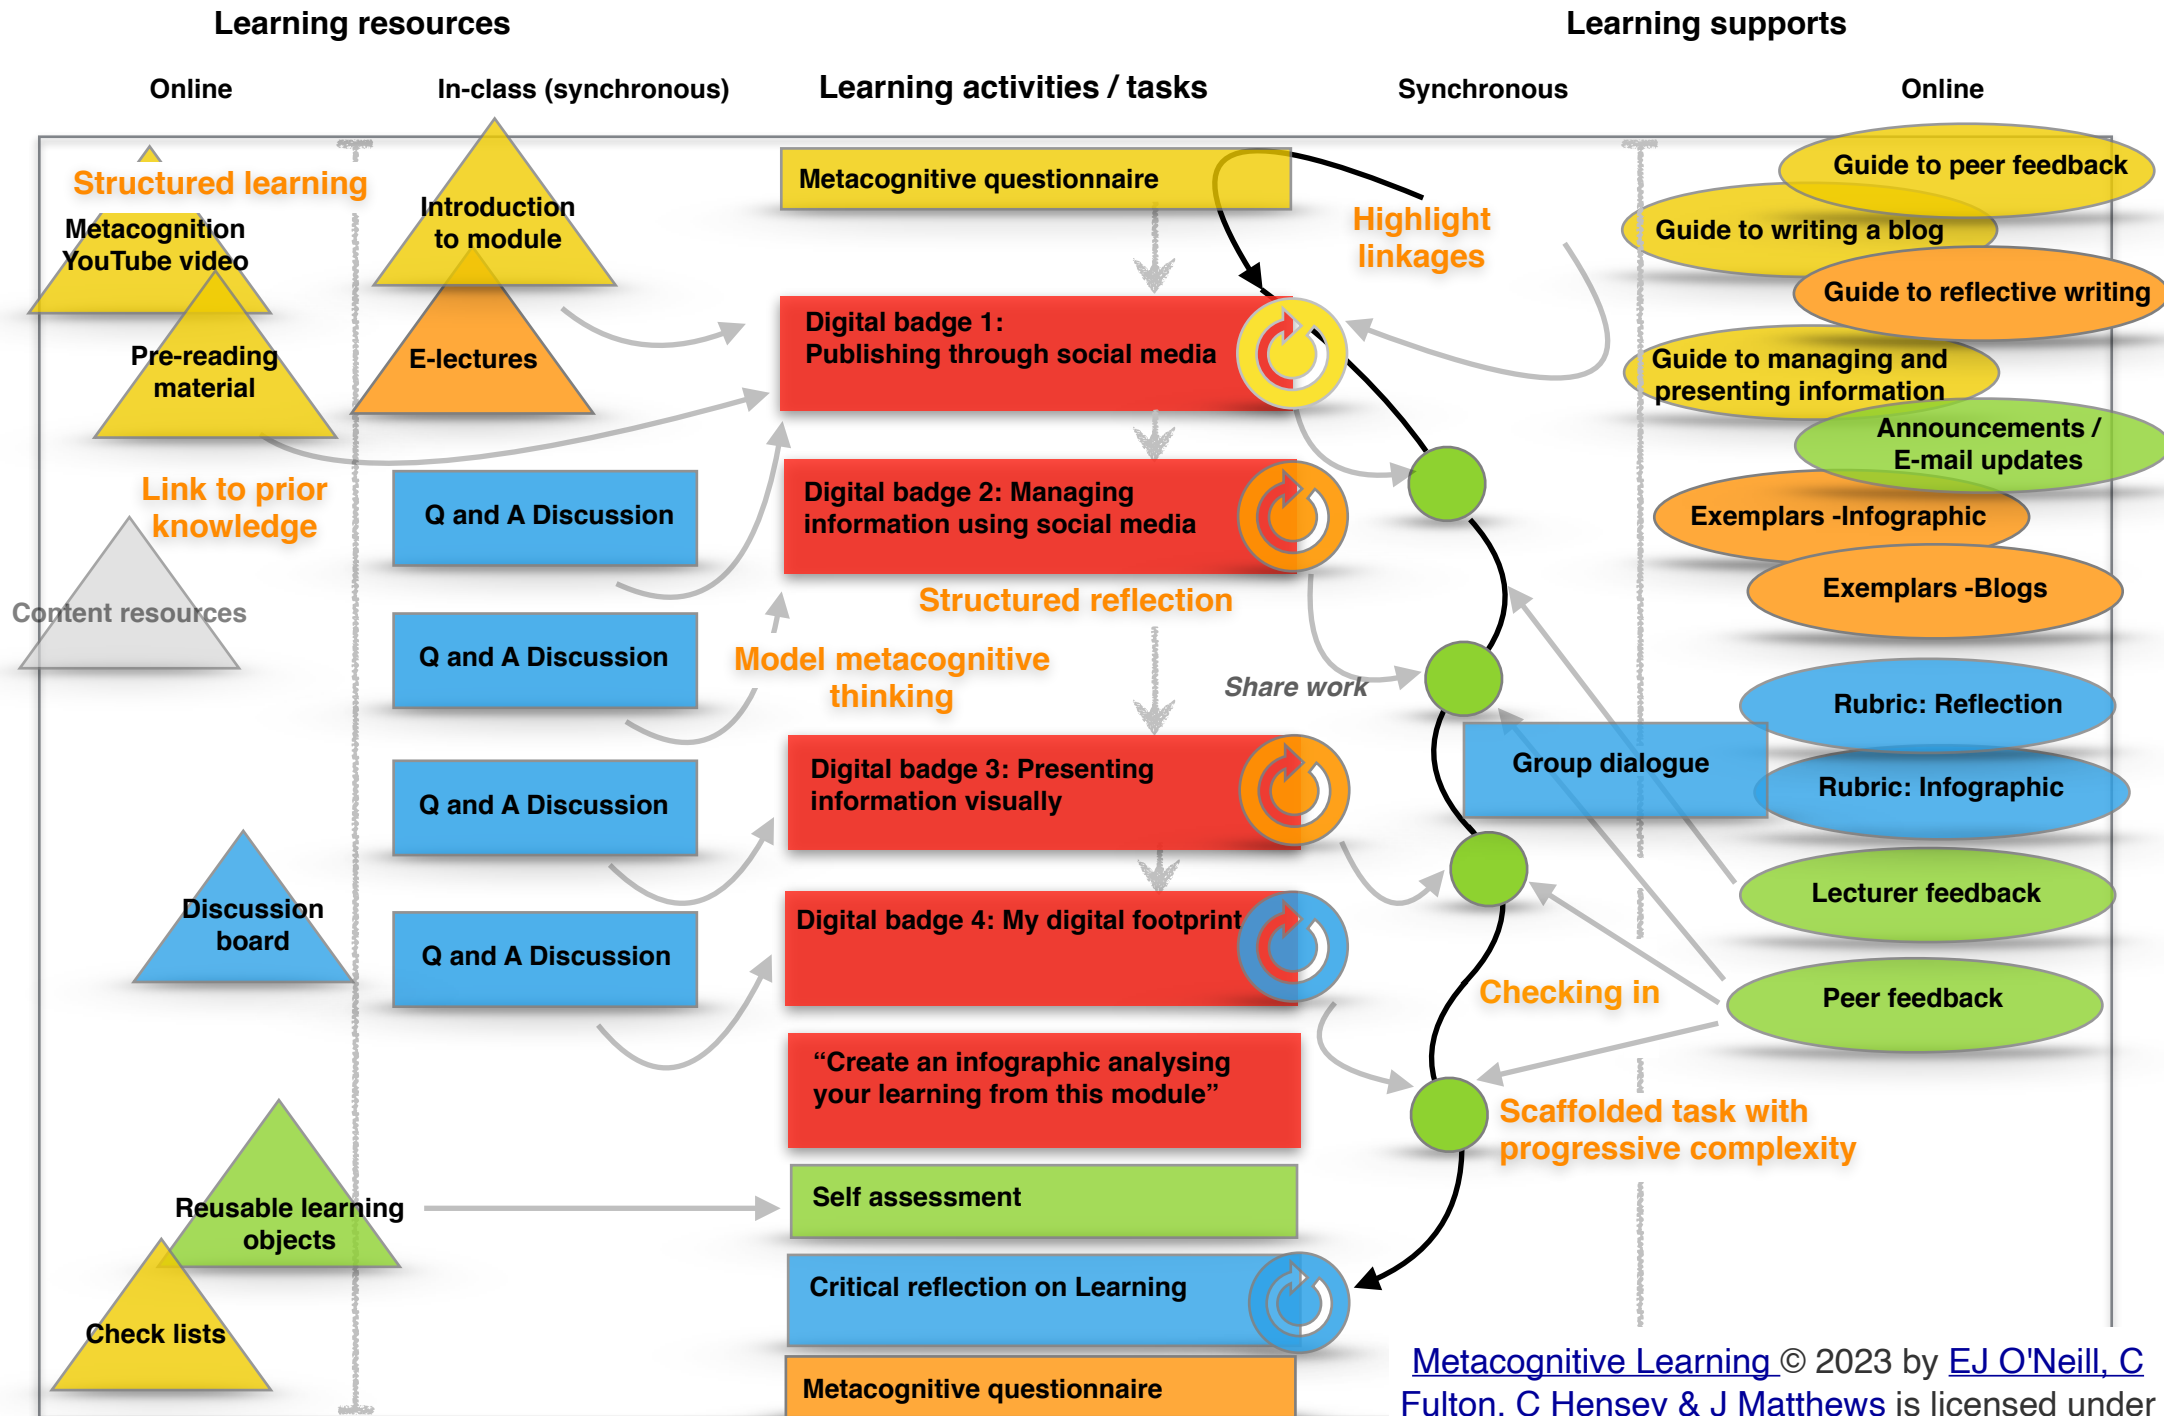 Learning resources
Learning supports
Online
In-class (synchronous)
Learning activities / tasks
Synchronous
Online
Structured learning
Metacognition
YouTube video
Pre-reading
material
Link to prior
knowledge
Content resources
Discussion
board
Reusable learning
objects
Check lists
Introduction
to module
E-lectures
Q and A Discussion
Q and A Discussion
Q and A Discussion
Q and A Discussion
Metacognitive questionnaire
Digital badge 1:
Publishing through social media
Digital badge 2: Managing
information using social media
Structured reflection
Model metacognitive
thinking
Digital badge 3: Presenting
information visually
Digital badge 4: My digital footprint
“Create an infographic analysing
your learning from this module”
Self assessment
Critical reflection on Learning
Metacognitive questionnaire
Highlight
linkages
Share work
Group dialogue
Checking in
Scaffolded task with
progressive complexity
Guide to peer feedback
Guide to writing a blog
Guide to reflective writing
Guide to managing and
presenting information
Announcements /
E-mail updates
Exemplars -Infographic
Exemplars -Blogs
Rubric: Reflection
Rubric: Infographic
Lecturer feedback
Peer feedback
Metacognitive Learning © 2023 by EJ O'Neill, C
Fulton, C Hensey & J Matthews is licensed under